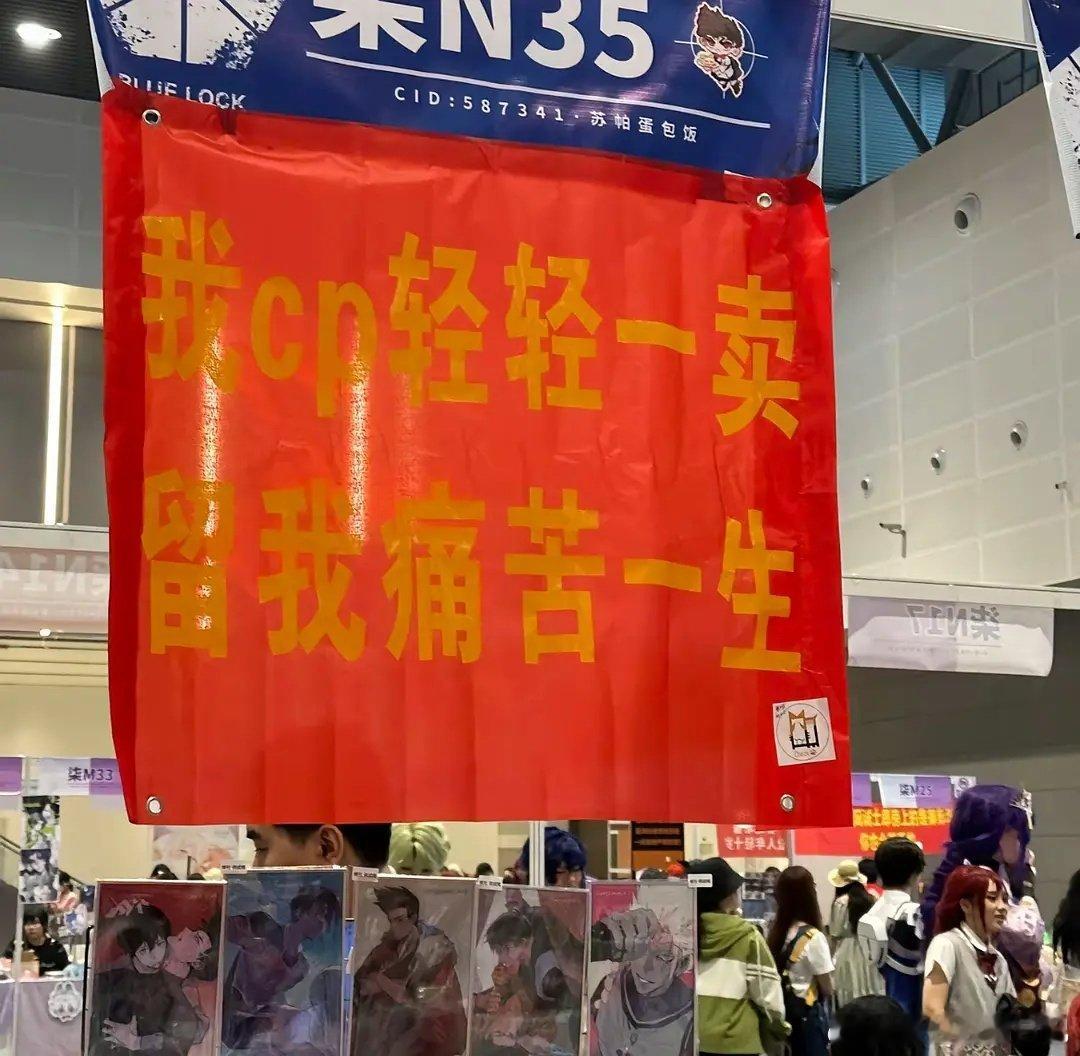 柒N35
BLUE LOCK
CID:587341·苏帕蛋包饭
我cp轻轻一卖
留我痛苦一生
柒N17
柒M33
柒M25